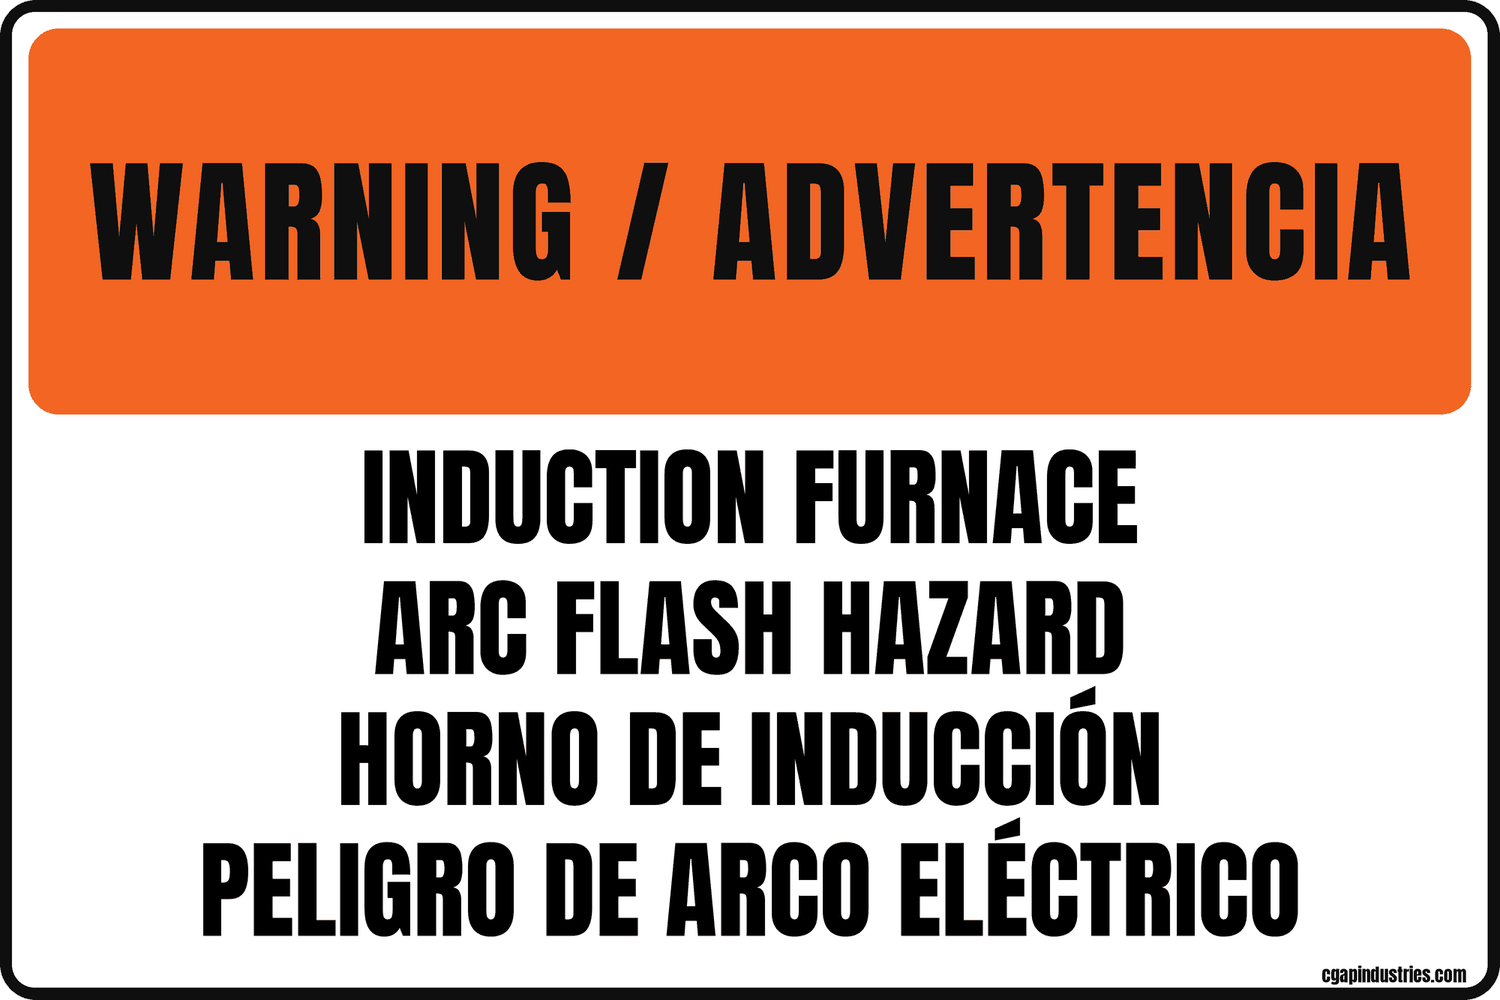 WARNING / ADVERTENCIA
INDUCTION FURNACE
ARC FLASH HAZARD
HORNO DE INDUCCIÓN
PELIGRO DE ARCO ELÉCTRICO
cgapindustries.com